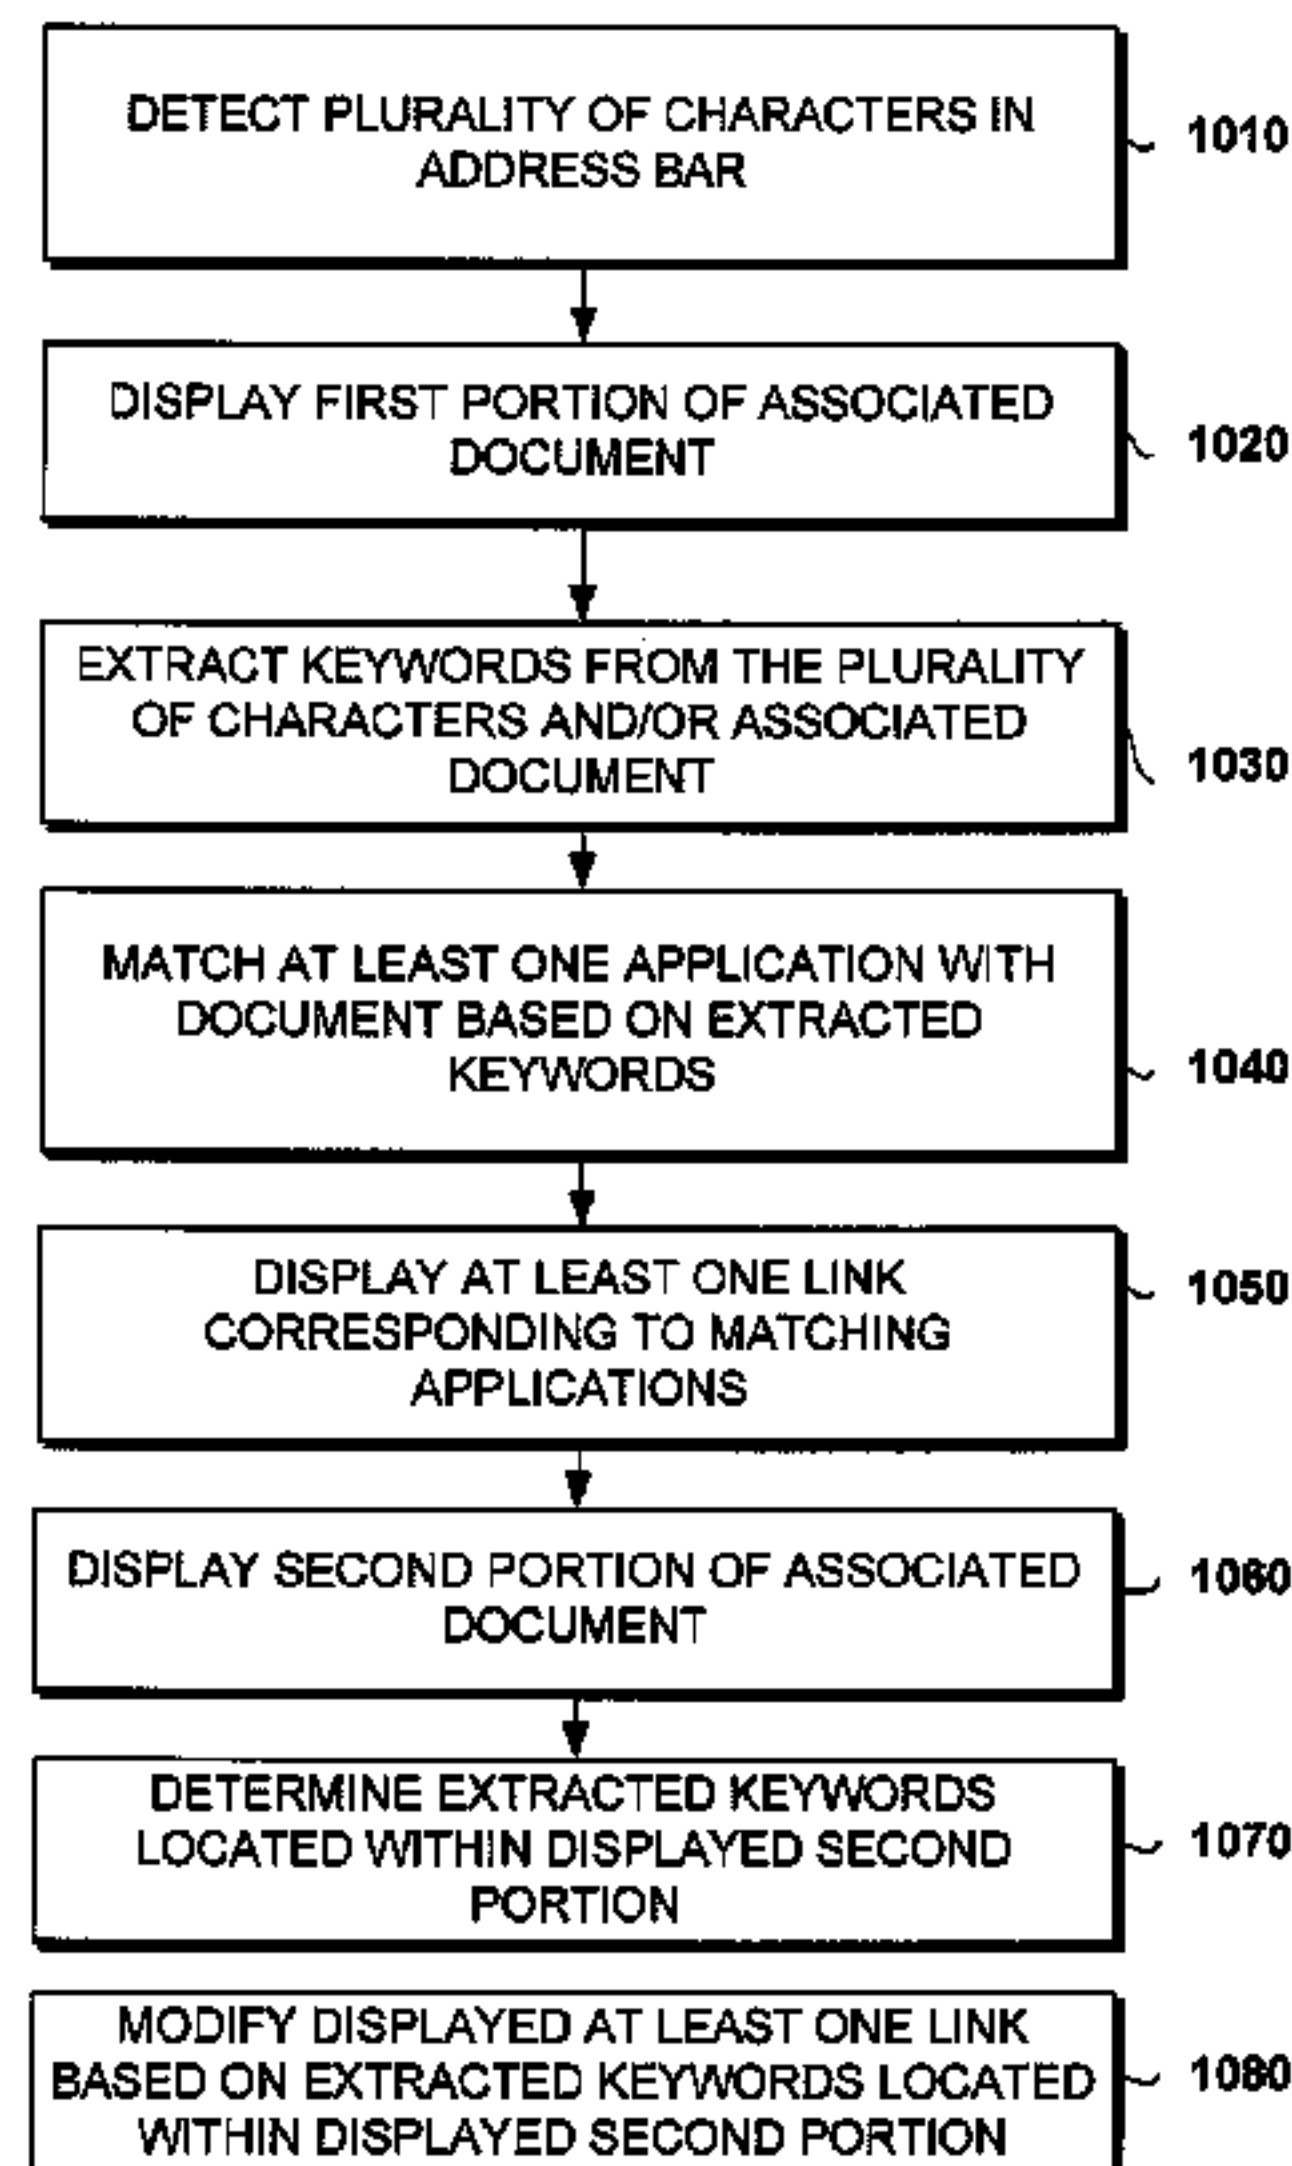 DETECT PLURALITY OF CHARACTERS IN
ADDRESS BAR
1010
DISPLAY FIRST PORTION OF ASSOCIATED
DOCUMENT
1020
EXTRACT KEYWORDS FROM THE PLURALITY
OF CHARACTERS AND/OR ASSOCIATED
DOCUMENT
1030
MATCH AT LEAST ONE APPLICATION WITH
DOCUMENT BASED ON EXTRACTED
KEYWORDS
1040
DISPLAY AT LEAST ONE LINK
CORRESPONDING TO MATCHING
APPLICATIONS
1050
DISPLAY SECOND PORTION OF ASSOCIATED
DOCUMENT
1060
DETERMINE EXTRACTED KEYWORDS
LOCATED WITHIN DISPLAYED SECOND
PORTION
1070
MODIFY DISPLAYED AT LEAST ONE LINK
BASED ON EXTRACTED KEYWORDS LOCATED
WITHIN DISPLAYED SECOND PORTION
1080